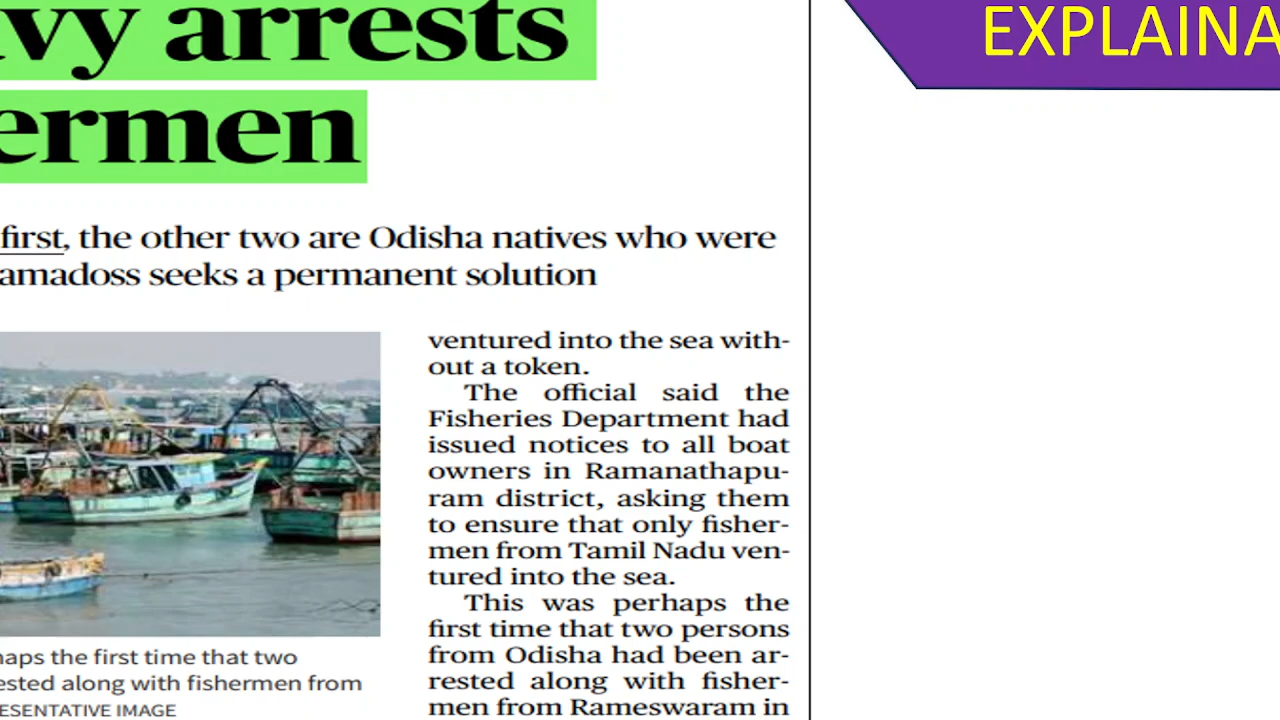 vy arrests
ermen
first, the other two are Odisha natives who were
amadoss seeks a permanent solution
haps the first time that two
ested along with fishermen from
ESENTATIVE IMAGE
ventured into the sea with-
out a token.
The official said the
Fisheries Department had
issued notices to all boat
owners in Ramanathapu-
ram district, asking them
to ensure that only fisher-
men from Tamil Nadu ven-
tured into the sea.
This was perhaps the
first time that two persons
from Odisha had been ar-
rested along with fisher-
men from Rameswaram in
EXPLAINA